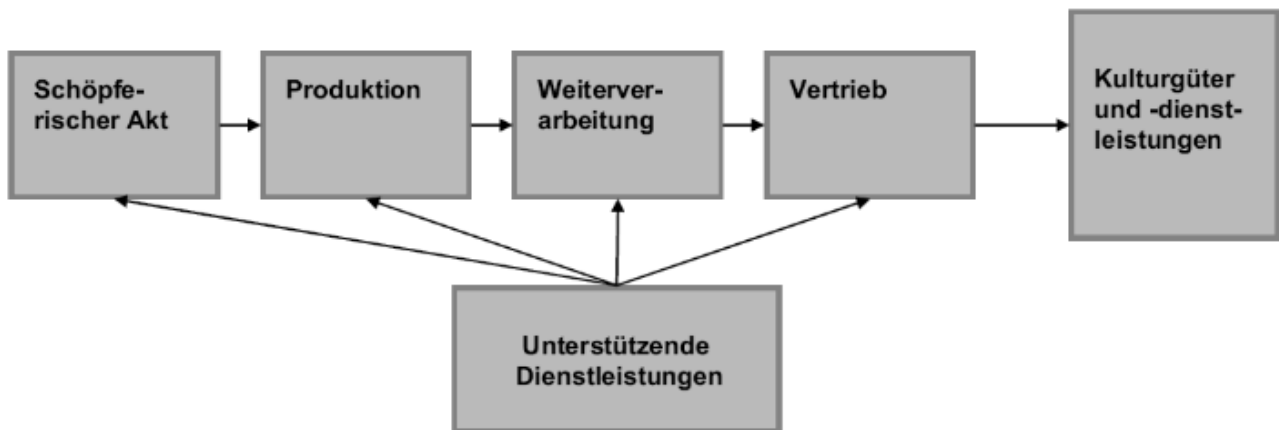 Schöpfe-
rischer Akt
Produktion
Weiterver-
arbeitung
Vertrieb
Kulturgüter
und -dienst-
leistungen
Unterstützende
Dienstleistungen